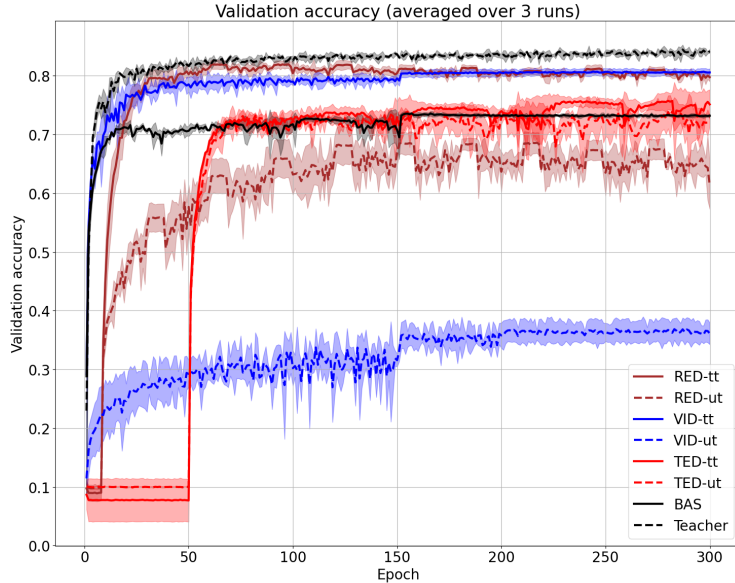 Validation accuracy (averaged over 3 runs)
Validation accuracy
0.8
0.7
0.6
0.5
0.4
0.3
0.2
0.1
0.0
0 50 100 150 200 250 300
Epoch
RED-tt
RED-ut
VID-tt
VID-ut
TED-tt
TED-ut
BAS
Teacher